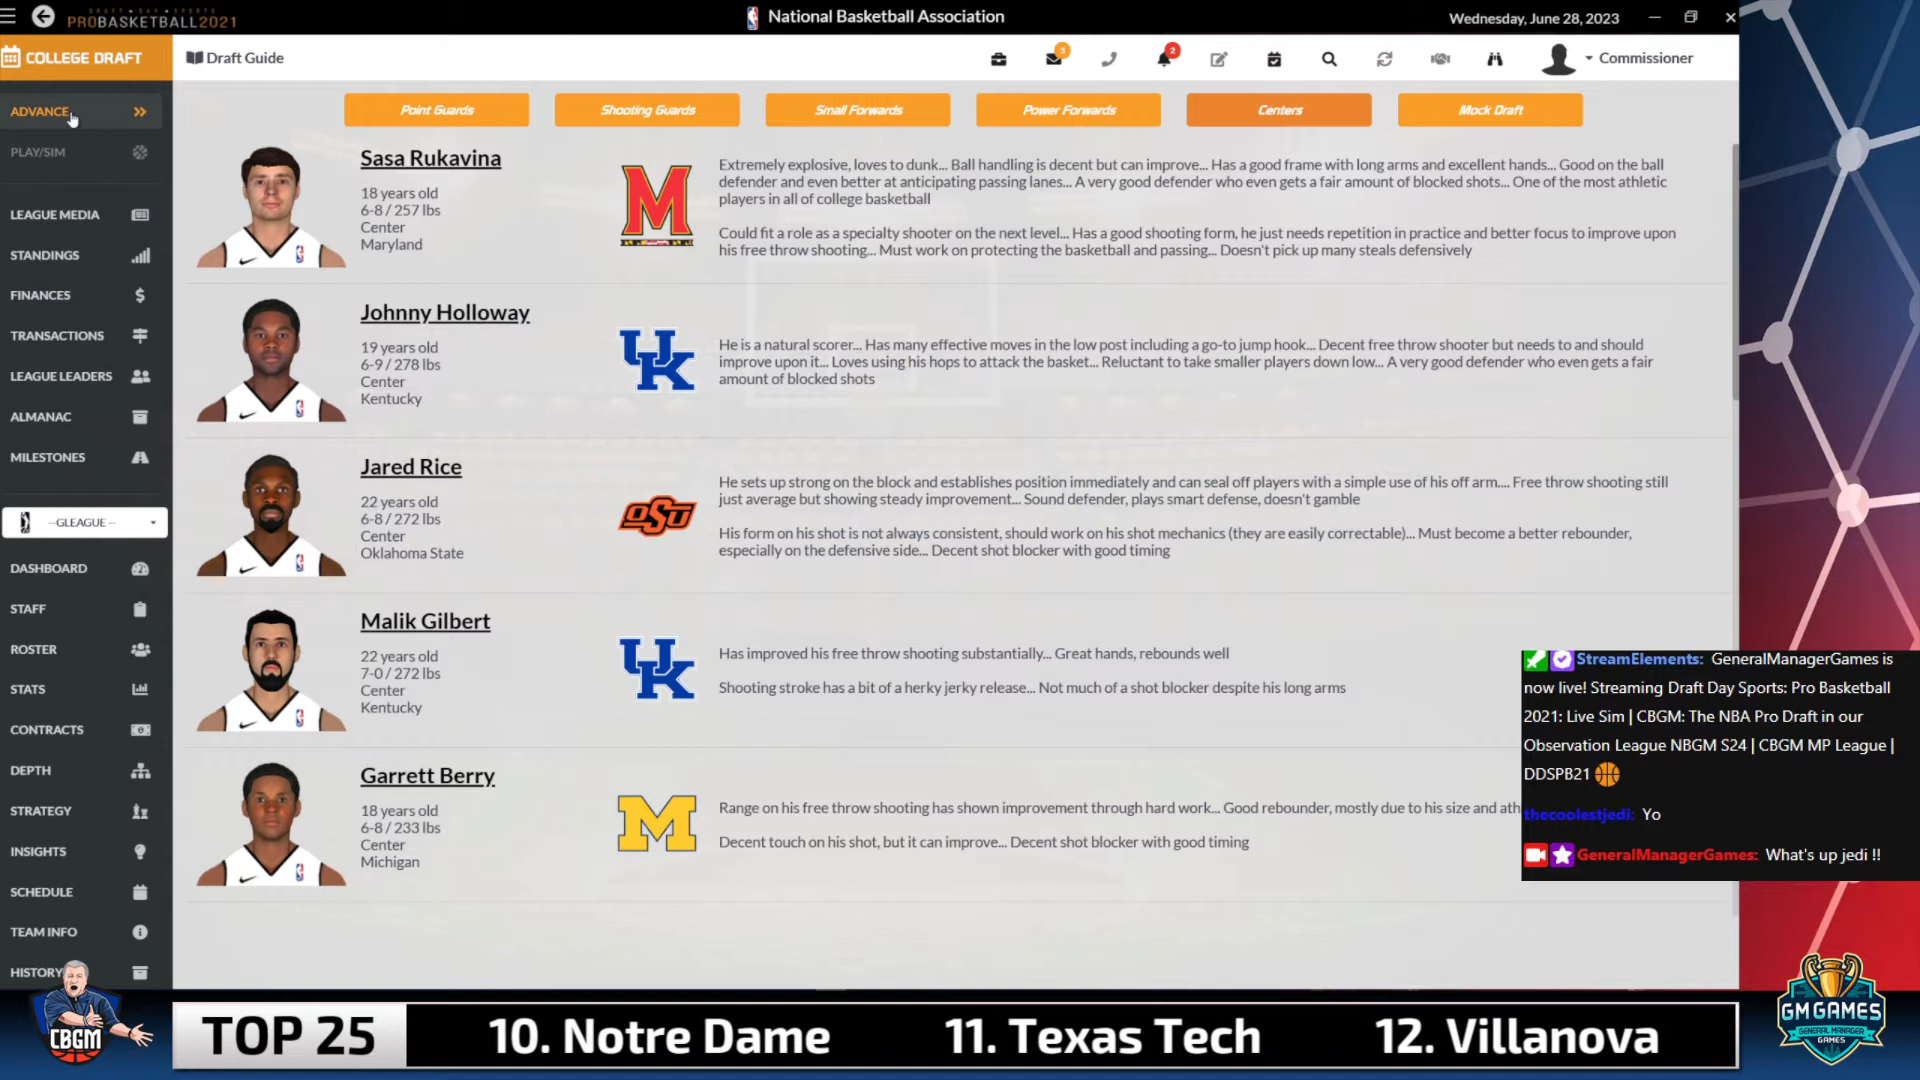 DRAFT · DAY · SPORTS
PROBASKETBALL2021
National Basketball Association
Wednesday, June 28, 2023
COLLEGE DRAFT
Draft Guide
3
2
Commissioner
ADVANCE
PLAY/SIM
LEAGUE MEDIA
STANDINGS
FINANCES
TRANSACTIONS
LEAGUE LEADERS
ALMANAC
MILESTONES
--GLEAGUE--
DASHBOARD
STAFF
ROSTER
STATS
CONTRACTS
DEPTH
STRATEGY
INSIGHTS
SCHEDULE
TEAM INFO
HISTORY
Point Guards
Shooting Guards
Small Forwards
Power Forwards
Centers
Mock Draft
Sasa Rukavina
18 years old
6-8 / 257 lbs
Center
Maryland
M
Extremely explosive, loves to dunk... Ball handling is decent but can improve... Has a good frame with long arms and excellent hands... Good on the ball
defender and even better at anticipating passing lanes... A very good defender who even gets a fair amount of blocked shots... One of the most athletic
players in all of college basketball
Could fit a role as a specialty shooter on the next level... Has a good shooting form, he just needs repetition in practice and better focus to improve upon
his free throw shooting... Must work on protecting the basketball and passing... Doesn't pick up many steals defensively
Johnny Holloway
19 years old
6-9 / 278 lbs
Center
Kentucky
UK
He is a natural scorer... Has many effective moves in the low post including a go-to jump hook... Decent free throw shooter but needs to and should
improve upon it... Loves using his hops to attack the basket... Reluctant to take smaller players down low... A very good defender who even gets a fair
amount of blocked shots
Jared Rice
22 years old
6-8 / 272 lbs
Center
Oklahoma State
OSU
He sets up strong on the block and establishes position immediately and can seal off players with a simple use of his off arm.... Free throw shooting still
just average but showing steady improvement... Sound defender, plays smart defense, doesn't gamble
His form on his shot is not always consistent, should work on his shot mechanics (they are easily correctable)... Must become a better rebounder,
especially on the defensive side... Decent shot blocker with good timing
Malik Gilbert
22 years old
7-0 / 272 lbs
Center
Kentucky
UK
Has improved his free throw shooting substantially... Great hands, rebounds well
Shooting stroke has a bit of a herky jerky release... Not much of a shot blocker despite his long arms
Garrett Berry
18 years old
6-8 / 233 lbs
Center
Michigan
M
Range on his free throw shooting has shown improvement through hard work... Good rebounder, mostly due to his size and ath
Decent touch on his shot, but it can improve... Decent shot blocker with good timing
StreamElements: GeneralManagerGames is
now live! Streaming Draft Day Sports: Pro Basketball
2021: Live Sim | CBGM: The NBA Pro Draft in our
Observation League NBGM S24 | CBGM MP League |
DDSPB21
thecoolestjedi: Yo
GeneralManagerGames: What's up jedi !!
CBGM
TOP 25
10. Notre Dame
11. Texas Tech
12. Villanova
GM GAMES
GENERAL MANAGER
GAMES